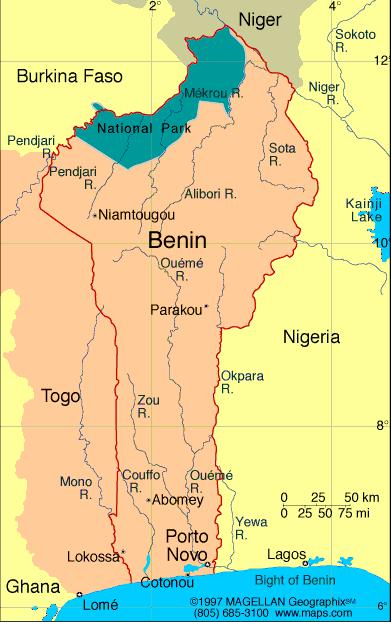 2°
4°
Niger
Sokoto
R.
12°
Burkina Faso
Niger
R.
Mékrou R.
National Park
Pendjari
R.
Pendjari
R.
Sota
R.
Alibori R.
Kainji
Lake
Niamtougou
Benin
10°
Ouémé
R.
Parakou
Nigeria
Okpara
R.
Togo
Zou
R.
8°
Mono
R.
Couffo
R.
Ouémé
R.
Abomey
0 25 50 km
0 25 50 75 mi
Yewa
R.
Porto
Novo
Lokossa
Lagos
Cotonou
Bight of Benin
Ghana
Lomé
©1997 MAGELLAN Geographix℠
(805) 685-3100 www.maps.com
6°